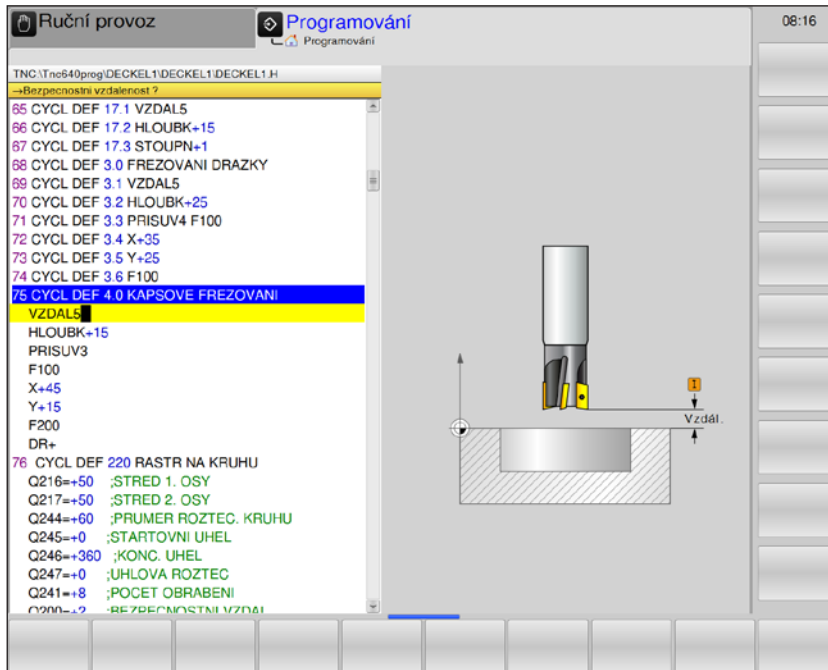 Ruční provoz
Programování
Programování
08:16
TNC:\Tnc640prog\DECKEL1\DECKEL1\DECKEL1.H
→Bezpecnostni vzdalenost ?
65 CYCL DEF 17.1 VZDAL5
66 CYCL DEF 17.2 HLOUBK+15
67 CYCL DEF 17.3 STOUPN+1
68 CYCL DEF 3.0 FREZOVANI DRAZKY
69 CYCL DEF 3.1 VZDAL5
70 CYCL DEF 3.2 HLOUBK+25
71 CYCL DEF 3.3 PRISUV4 F100
72 CYCL DEF 3.4 X+35
73 CYCL DEF 3.5 Y+25
74 CYCL DEF 3.6 F100
75 CYCL DEF 4.0 KAPSOVE FREZOVANI
VZDAL5
HLOUBK+15
PRISUV3
F100
X+45
Y+15
F200
DR+
76 CYCL DEF 220 RASTR NA KRUHU
Q216=+50 ;STRED 1. OSY
Q217=+50 ;STRED 2. OSY
Q244=+60 ;PRUMER ROZTEC. KRUHU
Q245=+0 ;STARTOVNI UHEL
Q246=+360 ;KONC. UHEL
Q247=+0 ;UHLOVA ROZTEC
Q241=+8 ;POCET OBRABENI
Q200=+2 ;BEZPECNOSTNI VZDAL
I
Vzdál.